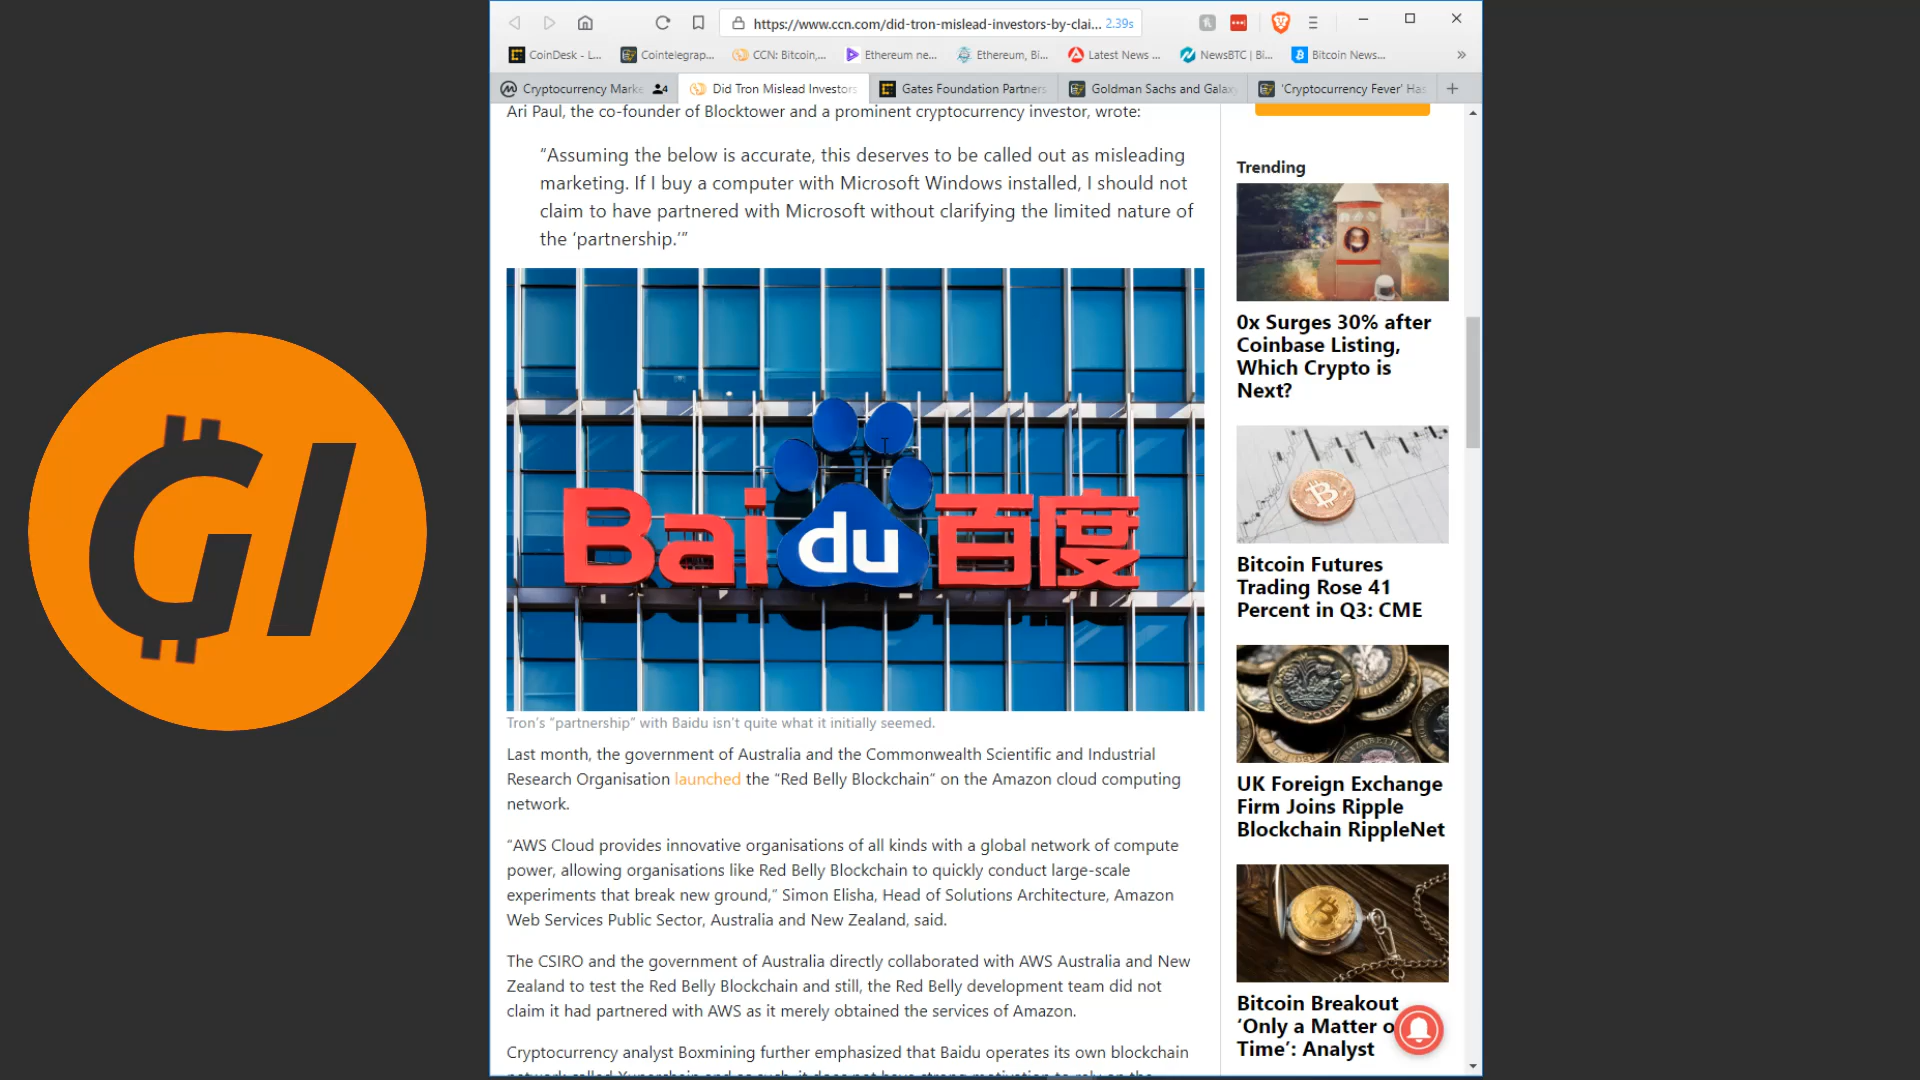 https://www.ccn.com/did-tron-mislead-investors-by-clai... 2.39s
CoinDesk - L...
Cointelegrap...
CCN: Bitcoin,...
Ethereum ne...
Ethereum, Bi...
Latest News ...
NewsBTC | Bi...
Bitcoin News...
Cryptocurrency Marke
4
Did Tron Mislead Investors
Gates Foundation Partners
Goldman Sachs and Galax
'Cryptocurrency Fever' Has
Ari Paul, the co-founder of Blocktower and a prominent cryptocurrency investor, wrote:
“Assuming the below is accurate, this deserves to be called out as misleading
marketing. If I buy a computer with Microsoft Windows installed, I should not
claim to have partnered with Microsoft without clarifying the limited nature of
the ‘partnership.’”
Bai du 百度
Tron’s “partnership” with Baidu isn’t quite what it initially seemed.
Last month, the government of Australia and the Commonwealth Scientific and Industrial
Research Organisation launched the “Red Belly Blockchain” on the Amazon cloud computing
network.
“AWS Cloud provides innovative organisations of all kinds with a global network of compute
power, allowing organisations like Red Belly Blockchain to quickly conduct large-scale
experiments that break new ground,” Simon Elisha, Head of Solutions Architecture, Amazon
Web Services Public Sector, Australia and New Zealand, said.
The CSIRO and the government of Australia directly collaborated with AWS Australia and New
Zealand to test the Red Belly Blockchain and still, the Red Belly development team did not
claim it had partnered with AWS as it merely obtained the services of Amazon.
Cryptocurrency analyst Boxmining further emphasized that Baidu operates its own blockchain
Trending
0x Surges 30% after
Coinbase Listing,
Which Crypto is
Next?
Bitcoin Futures
Trading Rose 41
Percent in Q3: CME
UK Foreign Exchange
Firm Joins Ripple
Blockchain RippleNet
Bitcoin Breakout
‘Only a Matter o
Time’: Analyst
GI